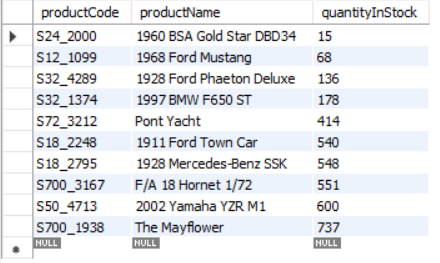 productCode productName quantityInStock
S24_2000 1960 BSA Gold Star DBD34 15
S12_1099 1968 Ford Mustang 68
S32_4289 1928 Ford Phaeton Deluxe 136
S32_1374 1997 BMW F650 ST 178
S72_3212 Pont Yacht 414
S18_2248 1911 Ford Town Car 540
S18_2795 1928 Mercedes-Benz SSK 548
S700_3167 F/A 18 Hornet 1/72 551
S50_4713 2002 Yamaha YZR M1 600
S700_1938 The Mayflower 737
NULL NULL NULL